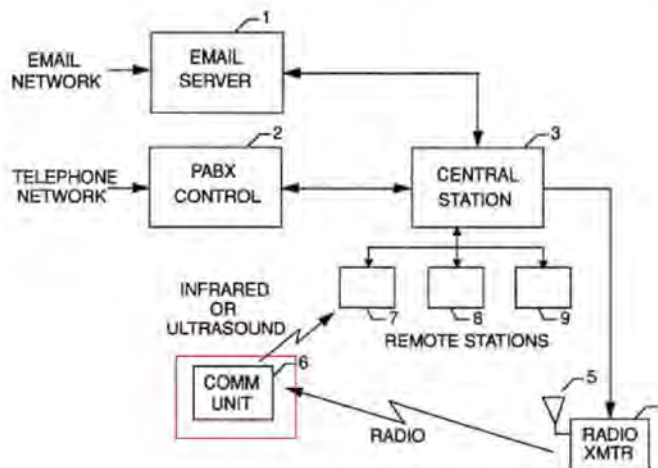 1
EMAIL
NETWORK
EMAIL
SERVER
2
3
TELEPHONE
NETWORK
PABX
CONTROL
CENTRAL
STATION
INFRARED
OR
ULTRASOUND
7
8
9
REMOTE STATIONS
6
COMM
UNIT
5
RADIO
RADIO
XMTR